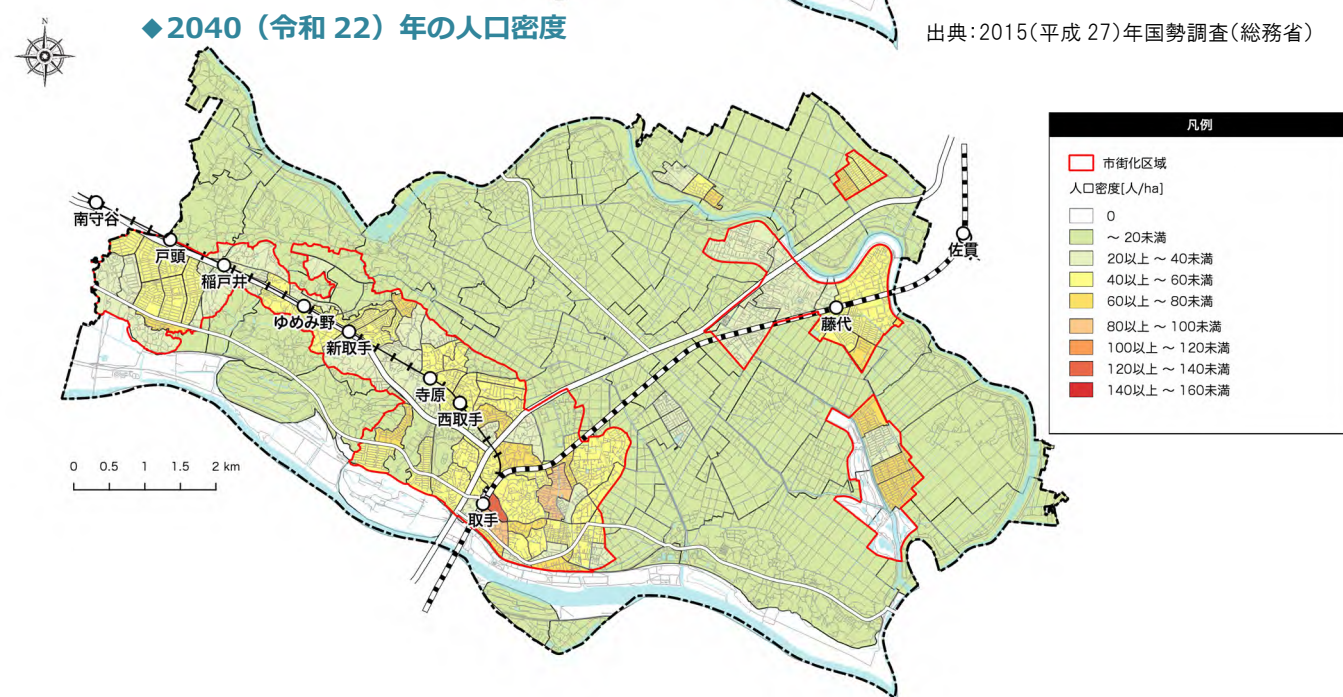 ◆2040（令和 22）年の人口密度
出典:2015(平成 27)年国勢調査(総務省)
N
凡例
市街化区域
人口密度[人/ha]
0
～ 20未満
20以上 ～ 40未満
40以上 ～ 60未満
60以上 ～ 80未満
80以上 ～ 100未満
100以上 ～ 120未満
120以上 ～ 140未満
140以上 ～ 160未満
南守谷
戸頭
稲戸井
ゆめみ野
新取手
寺原
西取手
取手
藤代
佐貫
0 0.5 1 1.5 2 km